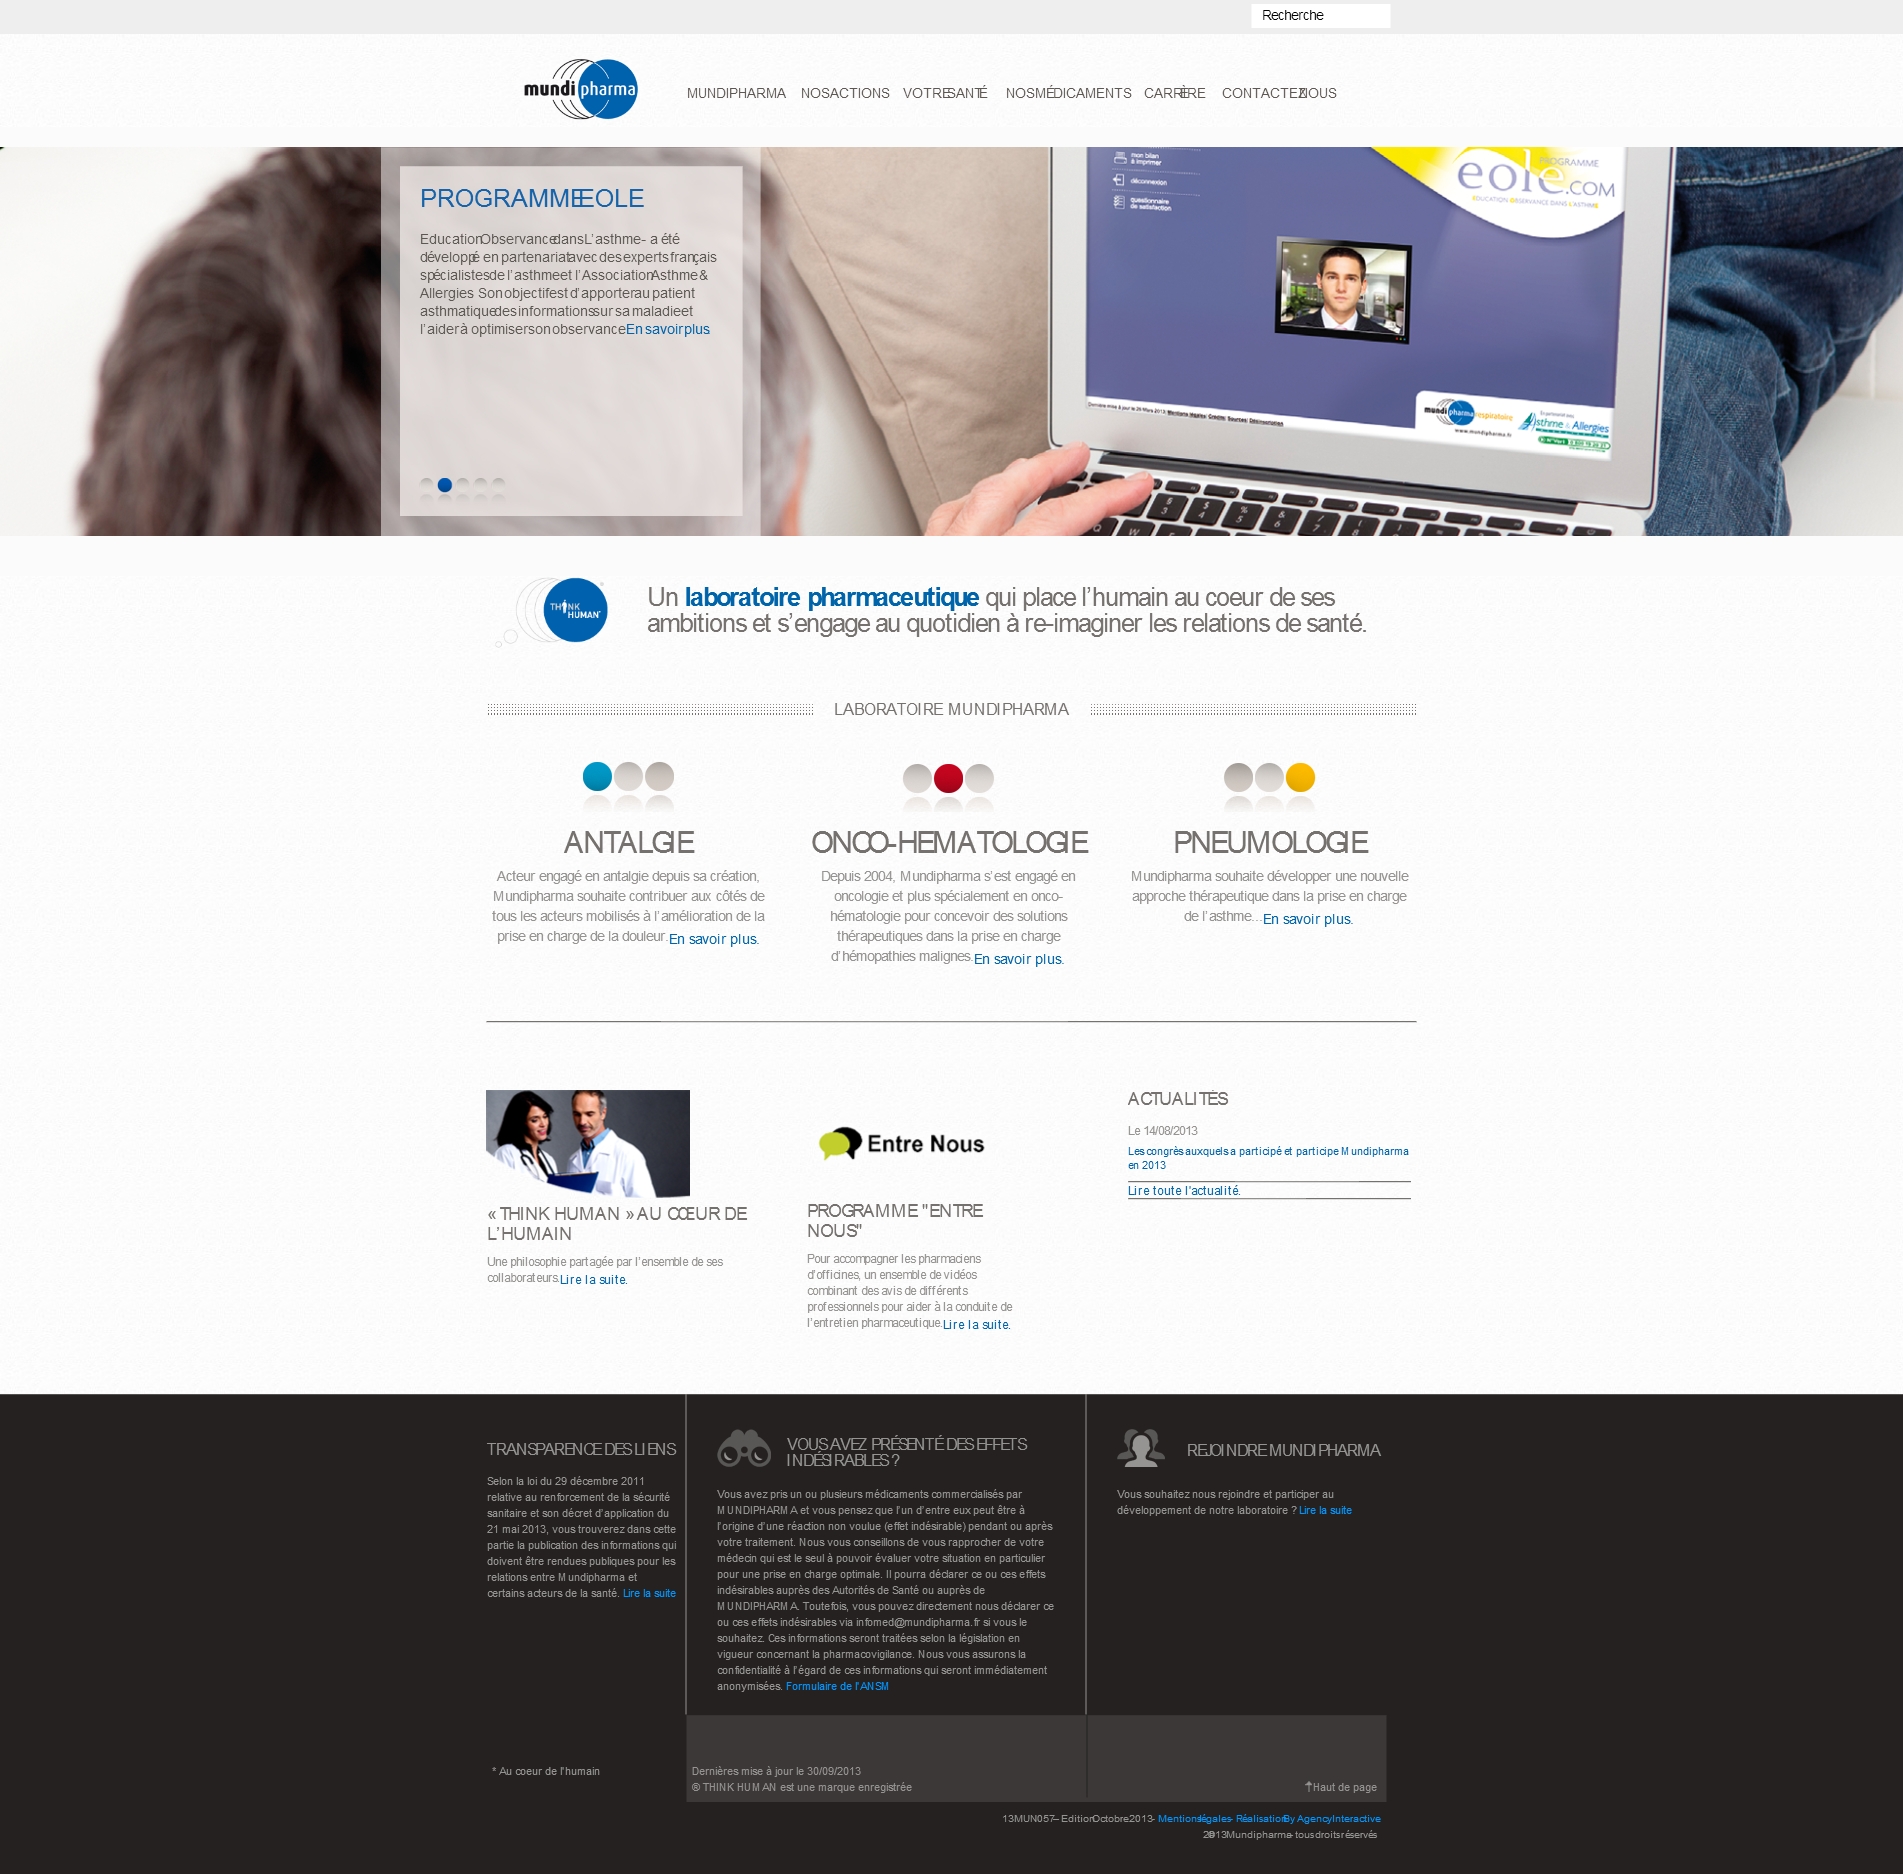 Recherche
mundipharma
MUNDIPHARMA NOS ACTIONS VOTRE SANTÉ NOS MÉDICAMENTS CARRIÈRE CONTACTEZ NOUS
mon bilan
à imprimer
déconnexion
questionnaire
de satisfaction
PROGRAMME
eole.COM
EDUCATION OBSERVANCE DANS L'ASTHME
PROGRAMME EOLE
Education Observance dans L'asthme - a été
développé en partenariat avec des experts français
spécialistes de l'asthme et l'Association Asthme &
Allergies Son objectif est d'apporter au patient
asthmatique des informations sur sa maladie et
l'aider à optimiser son observance En savoir plus
Dernière mise à jour le 26 Mars 2013| Mentions légales| Crédits| Sources| Désinscription
mundipharma respiratoire
www.mundipharma.fr
En partenariat avec
Asthme & Allergies
THINK
HUMAN*
Un laboratoire pharmaceutique qui place l'humain au coeur de ses
ambitions et s'engage au quotidien à re-imaginer les relations de santé.
LABORATOIRE MUNDIPHARMA
ANTALGIE
Acteur engagé en antalgie depuis sa création,
Mundipharma souhaite contribuer aux côtés de
tous les acteurs mobilisés à l'amélioration de la
prise en charge de la douleur. En savoir plus.
ONCO-HEMATOLOGIE
Depuis 2004, Mundipharma s'est engagé en
oncologie et plus spécialement en onco-
hématologie pour concevoir des solutions
thérapeutiques dans la prise en charge
d'hémopathies malignes. En savoir plus.
PNEUMOLOGIE
Mundipharma souhaite développer une nouvelle
approche thérapeutique dans la prise en charge
de l'asthme... En savoir plus.
« THINK HUMAN » AU CŒUR DE
L'HUMAIN
Une philosophie partagée par l'ensemble de ses
collaborateurs. Lire la suite.
Entre Nous
PROGRAMME "ENTRE
NOUS"
Pour accompagner les pharmaciens
d'officines, un ensemble de vidéos
combinant des avis de différents
professionnels pour aider à la conduite de
l'entretien pharmaceutique. Lire la suite.
ACTUALITÉS
Le 14/08/2013
Les congrès auxquels a participé et participe Mundipharma
en 2013
Lire toute l'actualité.
TRANSPARENCE DES LIENS
Selon la loi du 29 décembre 2011
relative au renforcement de la sécurité
sanitaire et son décret d'application du
21 mai 2013, vous trouverez dans cette
partie la publication des informations qui
doivent être rendues publiques pour les
relations entre Mundipharma et
certains acteurs de la santé. Lire la suite
VOUS AVEZ PRÉSENTÉ DES EFFETS
INDÉSIRABLES ?
Vous avez pris un ou plusieurs médicaments commercialisés par
MUNDIPHARMA et vous pensez que l'un d'entre eux peut être à
l'origine d'une réaction non voulue (effet indésirable) pendant ou après
votre traitement. Nous vous conseillons de vous rapprocher de votre
médecin qui est le seul à pouvoir évaluer votre situation en particulier
pour une prise en charge optimale. Il pourra déclarer ce ou ces effets
indésirables auprès des Autorités de Santé ou auprès de
MUNDIPHARMA. Toutefois, vous pouvez directement nous déclarer ce
ou ces effets indésirables via infomed@mundipharma.fr si vous le
souhaitez. Ces informations seront traitées selon la législation en
vigueur concernant la pharmacovigilance. Nous vous assurons la
confidentialité à l'égard de ces informations qui seront immédiatement
anonymisées. Formulaire de l'ANSM
REJOINDRE MUNDIPHARMA
Vous souhaitez nous rejoindre et participer au
développement de notre laboratoire ? Lire la suite
* Au coeur de l'humain
Dernières mise à jour le 30/09/2013
® THINK HUMAN est une marque enregistrée
Haut de page
13MUN057 – Edition Octobre 2013 - Mentions légales - Réalisation By Agency Interactive
© 2013 Mundipharma - tous droits réservés